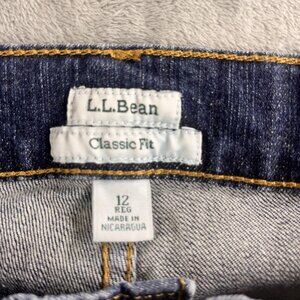 L.L.Bean
Classic Fit
12
REG
MADE IN
NICARAGUA